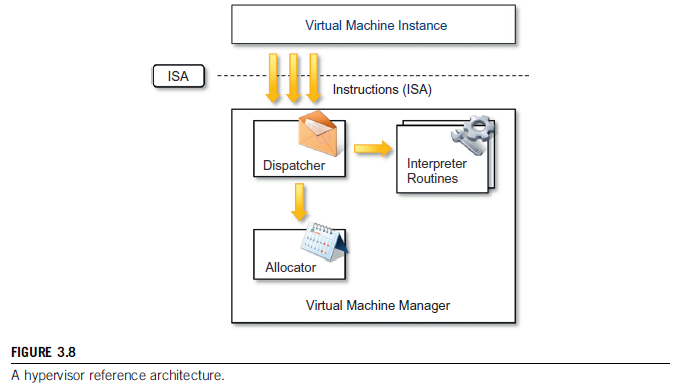 Virtual Machine Instance
ISA
Instructions (ISA)
Dispatcher
Interpreter
Routines
Allocator
Virtual Machine Manager
FIGURE 3.8
A hypervisor reference architecture.